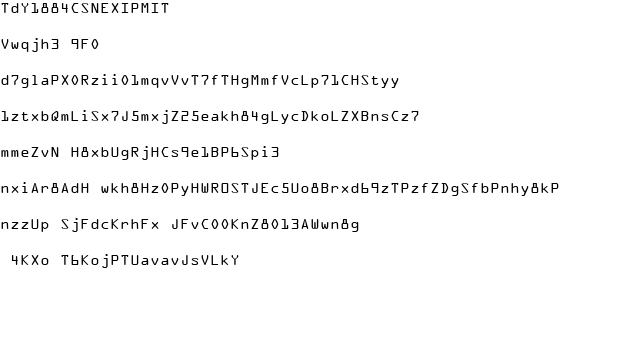 TdY1884CSNEXIPMIT
Vwqjh3 9F0
d7glaPX0Rzii01mqvVvT7fTHgMmfVcLp71CHStyy
1ztxbQmLiSx7J5mxjZ25eakh84gLycDkoLZXBnsCz7
mmeZvN H8xbUgRjHCs9e1BP6Spi3
nxiAr8AdH wkh8Hz0PyHWROSTJEc5Uo8Brxd69zTPzfZDgSfbPnhy8kP
nzzUp SjFdcKrhFx JFvC00KnZ8013AWwn8g
 4KXo T6KojPTUavavJsVLkY